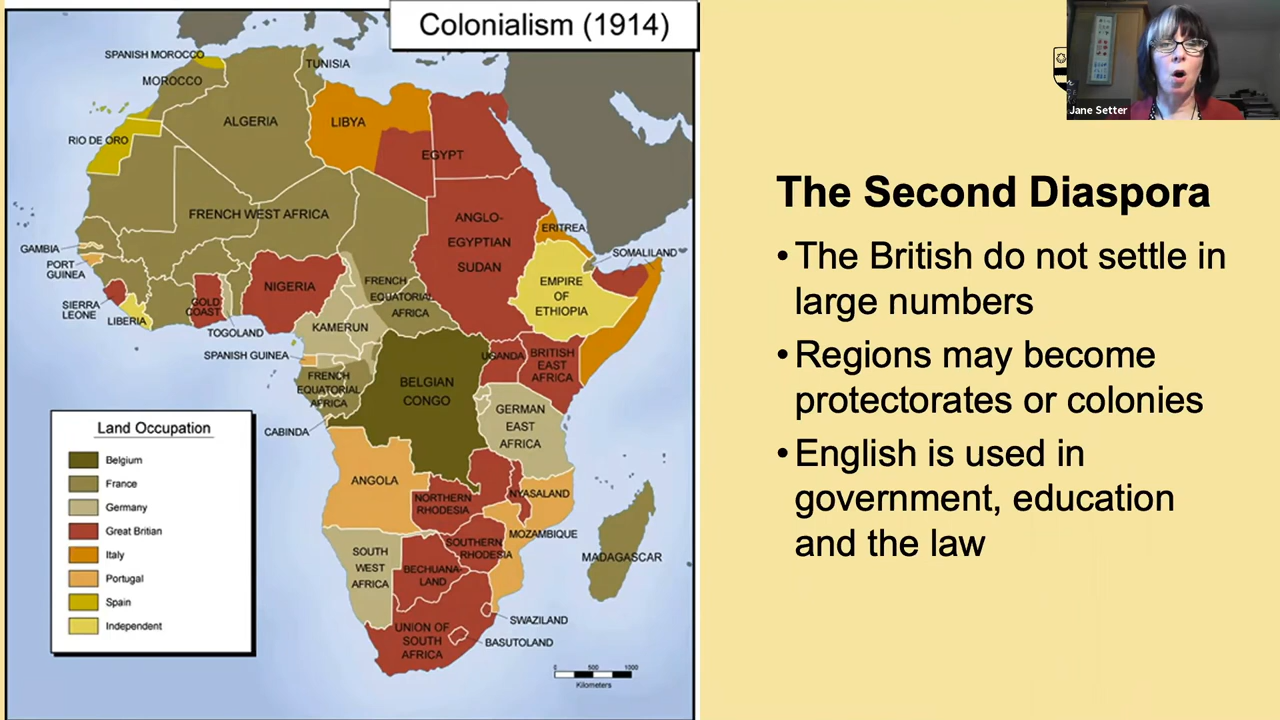 Colonialism (1914)
SPANISH MOROCCO
TUNISIA
MOROCCO
ALGERIA
LIBYA
RIO DE ORO
EGYPT
FRENCH WEST AFRICA
ANGLO-
EGYPTIAN
SUDAN
ERITREA
GAMBIA
PORT
GUINEA
SOMALILAND
SIERRA
LEONE
LIBERIA
GOLD
COAST
NIGERIA
FRENCH
EQUATORIAL
AFRICA
EMPIRE
OF
ETHIOPIA
TOGOLAND
KAMERUN
SPANISH GUINEA
UGANDA
BRITISH
EAST
AFRICA
FRENCH
EQUATORIAL
AFRICA
BELGIAN
CONGO
GERMAN
EAST
AFRICA
CABINDA
ANGOLA
NORTHERN
RHODESIA
NYASALAND
MOZAMBIQUE
SOUTHERN
RHODESIA
MADAGASCAR
SOUTH
WEST
AFRICA
BECHUANA-
LAND
SWAZILAND
UNION OF
SOUTH
AFRICA
BASUTOLAND
Land Occupation
Belgium
France
Germany
Great Britian
Italy
Portugal
Spain
Independent
0 500 1000
Kilometers
Jane Setter
The Second Diaspora
•The British do not settle in
large numbers
•Regions may become
protectorates or colonies
•English is used in
government, education
and the law